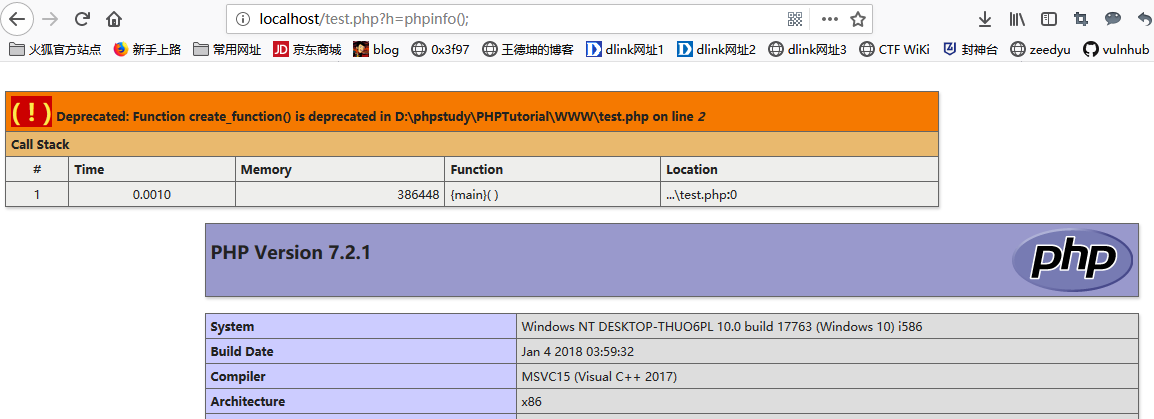 localhost/test.php?h=phpinfo();
火狐官方站点 新手上路 常用网址 JD 京东商城 blog 0x3f97 王德坤的博客 D dlink网址1 D dlink网址2 dlink网址3 CTF WiKi 封神台 zeedyu vulnhub
( ! ) Deprecated: Function create_function() is deprecated in D:\phpstudy\PHPTutorial\WWW\test.php on line 2
Call Stack
# Time Memory Function Location
1 0.0010 386448 {main}( ) ...\test.php:0
PHP Version 7.2.1 php
System Windows NT DESKTOP-THUO6PL 10.0 build 17763 (Windows 10) i586
Build Date Jan 4 2018 03:59:32
Compiler MSVC15 (Visual C++ 2017)
Architecture x86